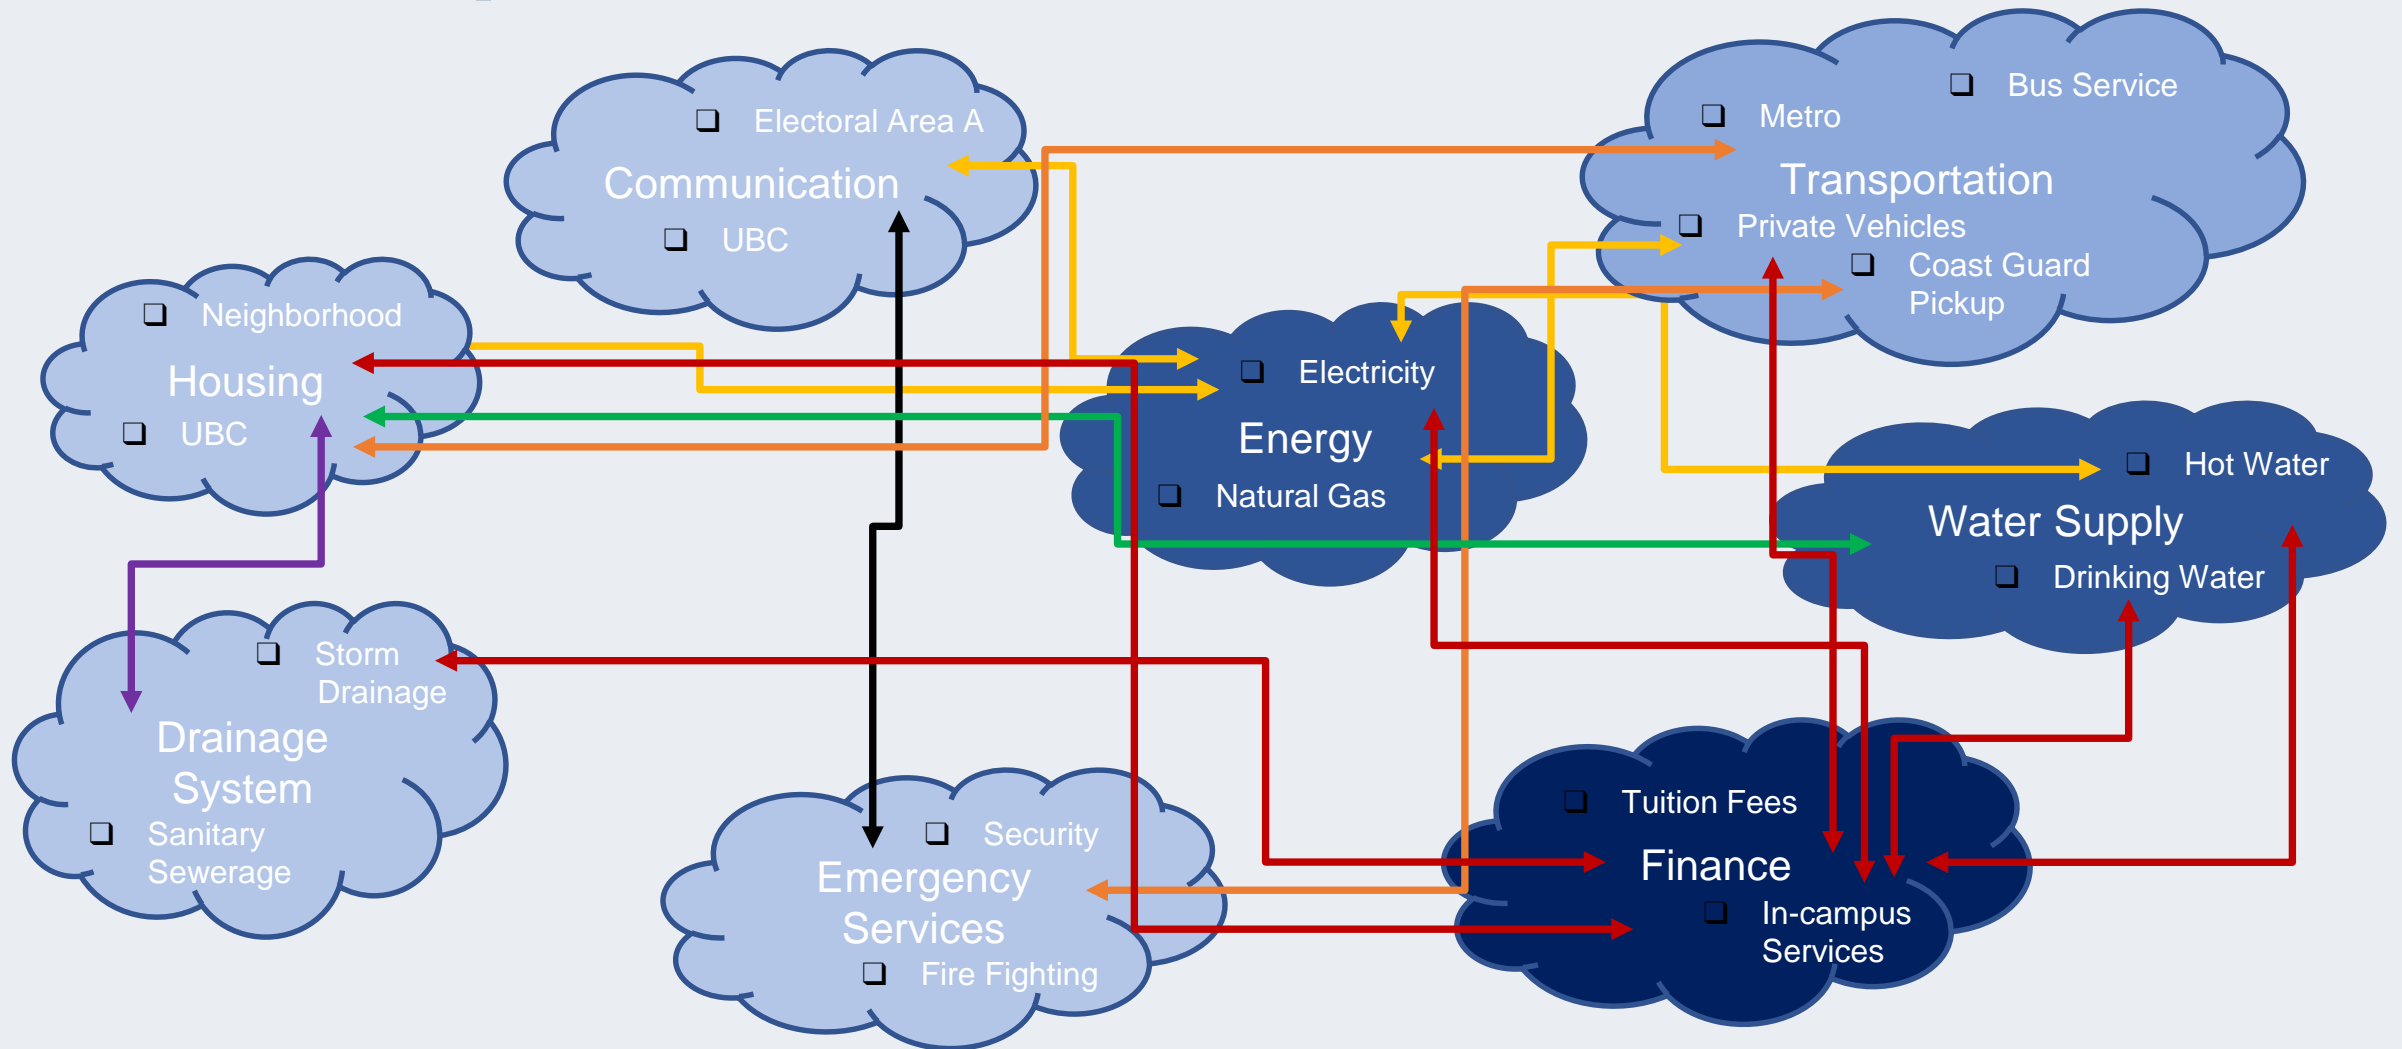 Electoral Area A
Communication
UBC
Bus Service
Metro
Transportation
Private Vehicles
Coast Guard
Pickup
Neighborhood
Housing
UBC
Electricity
Energy
Natural Gas
Hot Water
Water Supply
Drinking Water
Storm
Drainage
Drainage
System
Sanitary
Sewerage
Security
Emergency
Services
Fire Fighting
Tuition Fees
Finance
In-campus
Services